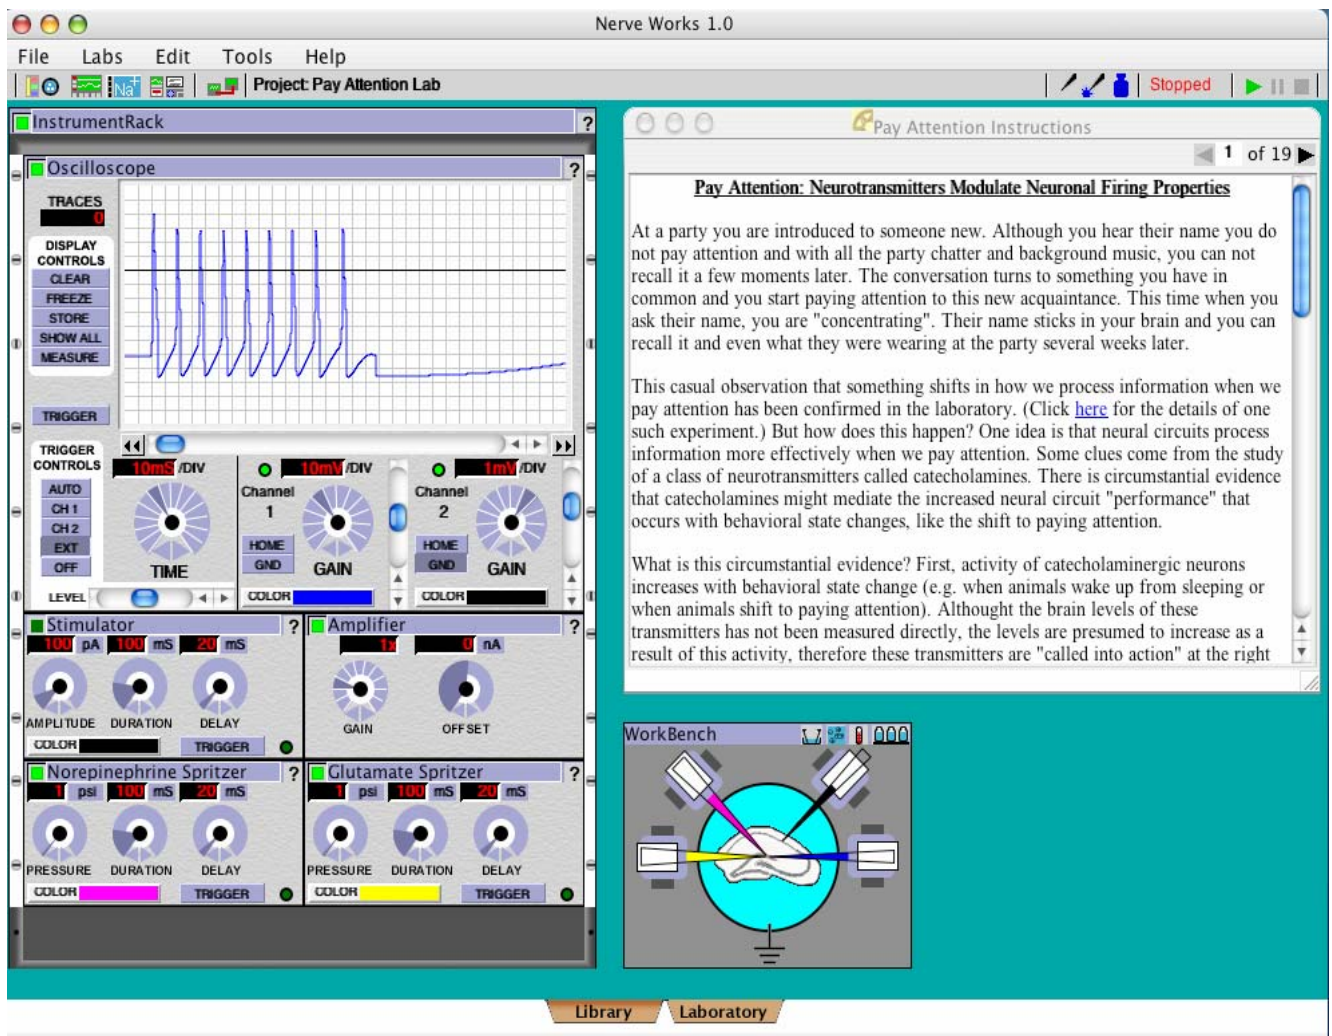 Nerve Works 1.0
File Labs Edit Tools Help
Na+
Project: Pay Attention Lab
Stopped
InstrumentRack ?
Oscilloscope ?
TRACES
0
DISPLAY
CONTROLS
CLEAR
FREEZE
STORE
SHOW ALL
MEASURE
TRIGGER
TRIGGER
CONTROLS
AUTO
CH 1
CH 2
EXT
OFF
LEVEL
10mS /DIV
TIME
10mV /DIV
Channel
1
HOME
GND
GAIN
COLOR
1mV /DIV
Channel
2
HOME
GND
GAIN
COLOR
Stimulator ?
100 pA 100 mS 20 mS
AMPLITUDE DURATION DELAY
COLOR TRIGGER
Amplifier ?
1x 0 nA
GAIN OFFSET
Norepinephrine Spritzer ?
1 psi 100 mS 20 mS
PRESSURE DURATION DELAY
COLOR TRIGGER
Glutamate Spritzer ?
1 psi 100 mS 20 mS
PRESSURE DURATION DELAY
COLOR TRIGGER
Pay Attention Instructions
1 of 19
Pay Attention: Neurotransmitters Modulate Neuronal Firing Properties
At a party you are introduced to someone new. Although you hear their name you do
not pay attention and with all the party chatter and background music, you can not
recall it a few moments later. The conversation turns to something you have in
common and you start paying attention to this new acquaintance. This time when you
ask their name, you are "concentrating". Their name sticks in your brain and you can
recall it and even what they were wearing at the party several weeks later.
This casual observation that something shifts in how we process information when we
pay attention has been confirmed in the laboratory. (Click here for the details of one
such experiment.) But how does this happen? One idea is that neural circuits process
information more effectively when we pay attention. Some clues come from the study
of a class of neurotransmitters called catecholamines. There is circumstantial evidence
that catecholamines might mediate the increased neural circuit "performance" that
occurs with behavioral state changes, like the shift to paying attention.
What is this circumstantial evidence? First, activity of catecholaminergic neurons
increases with behavioral state change (e.g. when animals wake up from sleeping or
when animals shift to paying attention). Althought the brain levels of these
transmitters has not been measured directly, the levels are presumed to increase as a
result of this activity, therefore these transmitters are "called into action" at the right
WorkBench
Library Laboratory